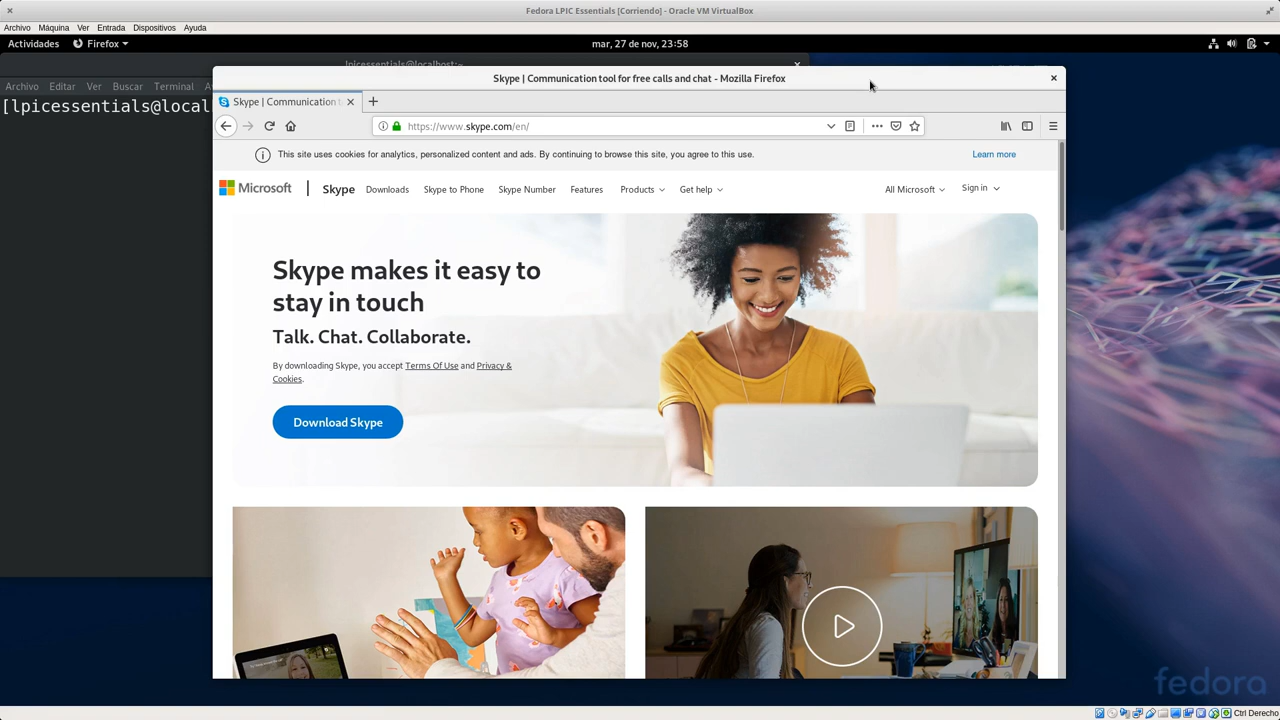 Fedora LPIC Essentials [Corriendo] - Oracle VM VirtualBox
Archivo Máquina Ver Entrada Dispositivos Ayuda
Actividades Firefox mar, 27 de nov, 23:58
lpicessentials@localhost:~
Archivo Editar Ver Buscar Terminal A
[lpicessentials@local
Skype | Communication tool for free calls and chat - Mozilla Firefox
Skype | Communication t
https://www.skype.com/en/
This site uses cookies for analytics, personalized content and ads. By continuing to browse this site, you agree to this use. Learn more
Microsoft Skype Downloads Skype to Phone Skype Number Features Products Get help All Microsoft Sign in
Skype makes it easy to
stay in touch
Talk. Chat. Collaborate.
By downloading Skype, you accept Terms Of Use and Privacy &
Cookies.
Download Skype
fedora
Ctrl Derecho